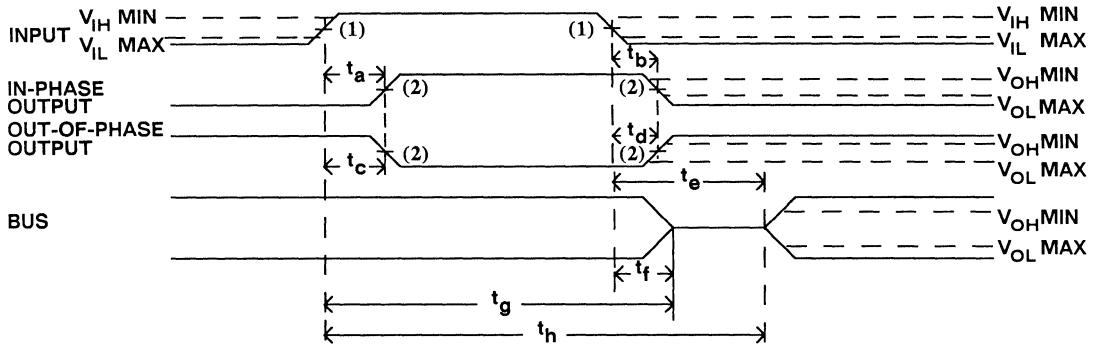 INPUT V_IH MIN (1) (1) V_IH MIN
V_IL MAX V_IL MAX
t_a t_b
IN-PHASE OUTPUT (2) (2) V_OH MIN
V_OL MAX
OUT-OF-PHASE OUTPUT t_d V_OH MIN
t_c (2) (2) V_OL MAX
t_e
BUS V_OH MIN
V_OL MAX
t_f
t_g
t_h